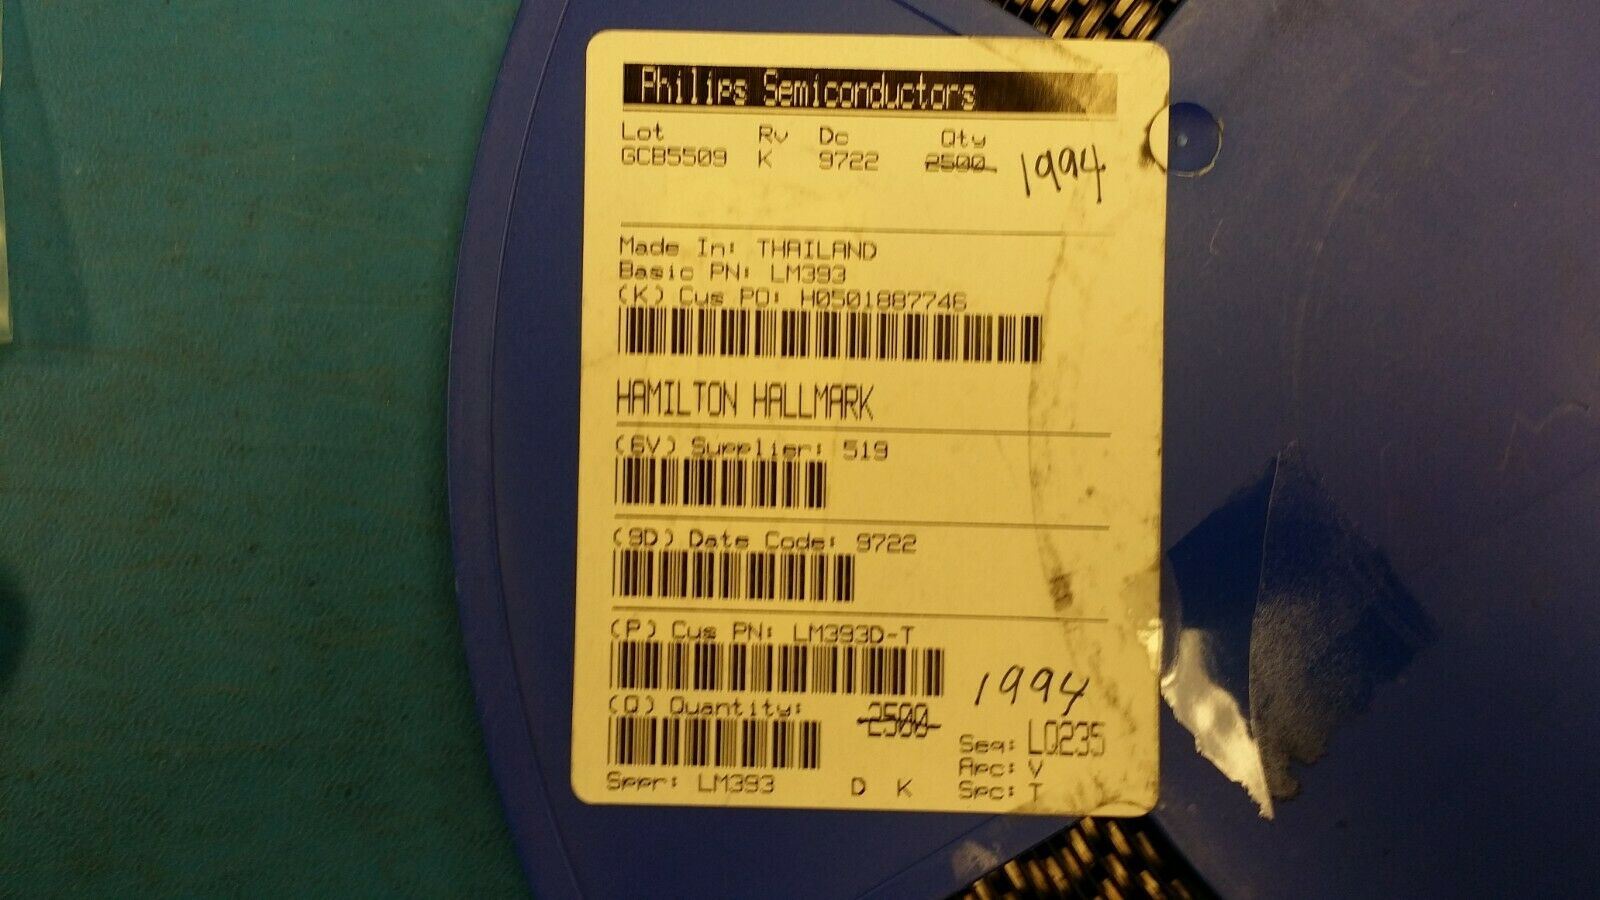 Philips Semiconductors
Lot Rv Dc Qty
GCB5509 K 9722 2500 1994
Made In: THAILAND
Basic PN: LM393
(K) Cus PO: H0501887746
HAMILTON HALLMARK
(6V) Supplier: 519
(9D) Date Code: 9722
(P) Cus PN: LM393D-T
(Q) Quantity: 2500 1994
Seq: LQ235
Apc: V
Sppr: LM393 D K Spc: T